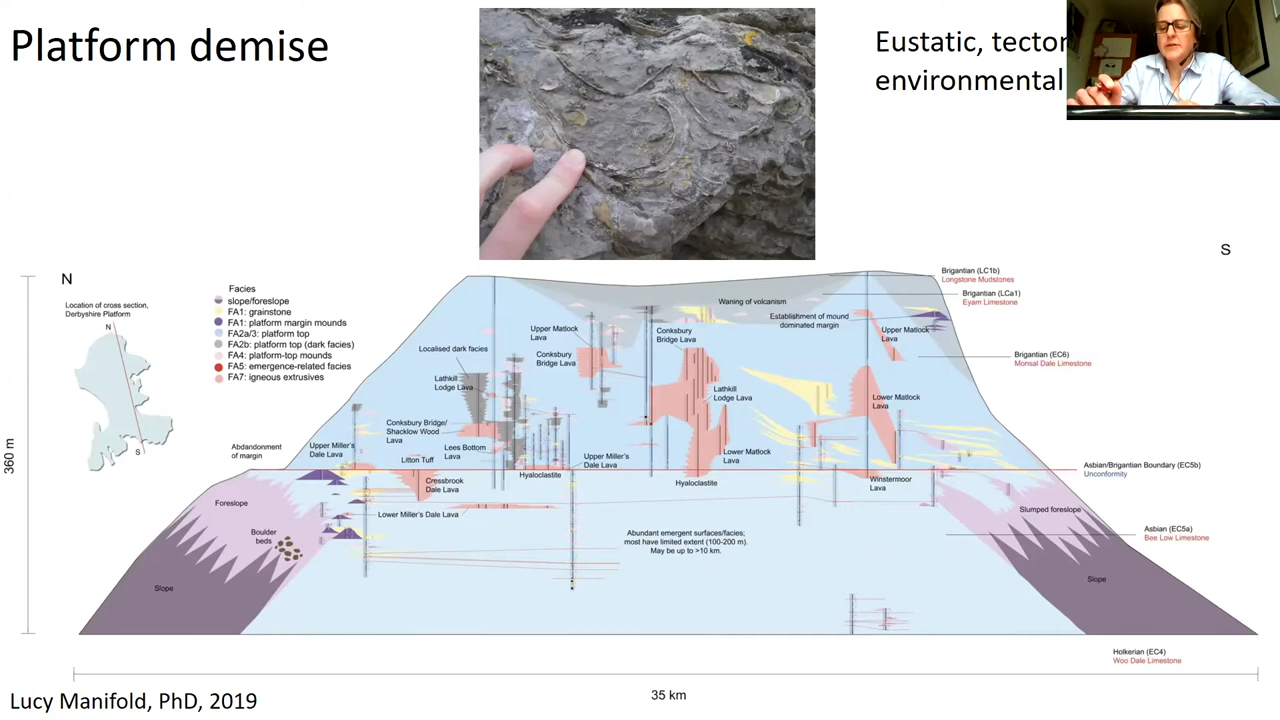 Platform demise
Eustatic, tecton
environmental
N
S
Location of cross section,
Derbyshire Platform
N
S
Facies
slope/foreslope
FA1: grainstone
FA1: platform margin mounds
FA2a/3: platform top
FA2b: platform top (dark facies)
FA4: platform-top mounds
FA5: emergence-related facies
FA7: igneous extrusives
Brigantian (LC1b)
Longstone Mudstones
Brigantian (LCa1)
Eyam Limestone
Waning of volcanism
Establishment of mound
dominated margin
Upper Matlock
Lava
Conksbury
Bridge Lava
Upper Matlock
Lava
Localised dark facies
Conksbury
Bridge Lava
Brigantian (EC6)
Monsal Dale Limestone
Lathkill
Lodge Lava
Lathkill
Lodge Lava
Lower Matlock
Lava
Conksbury Bridge/
Shacklow Wood
Lava
Abandonment
of margin
Upper Miller's
Dale Lava
Litton Tuff
Lees Bottom
Lava
Upper Miller's
Dale Lava
Lower Matlock
Lava
Asbian/Brigantian Boundary (EC5b)
Unconformity
Cressbrook
Dale Lava
Hyaloclastite
Hyaloclastite
Winstermoor
Lava
Foreslope
Lower Miller's Dale Lava
Slumped foreslope
Boulder
beds
Abundant emergent surfaces/facies;
most have limited extent (100-200 m).
May be up to >10 km.
Asbian (EC5a)
Bee Low Limestone
Slope
Slope
360 m
Holkerian (EC4)
Woo Dale Limestone
35 km
Lucy Manifold, PhD, 2019